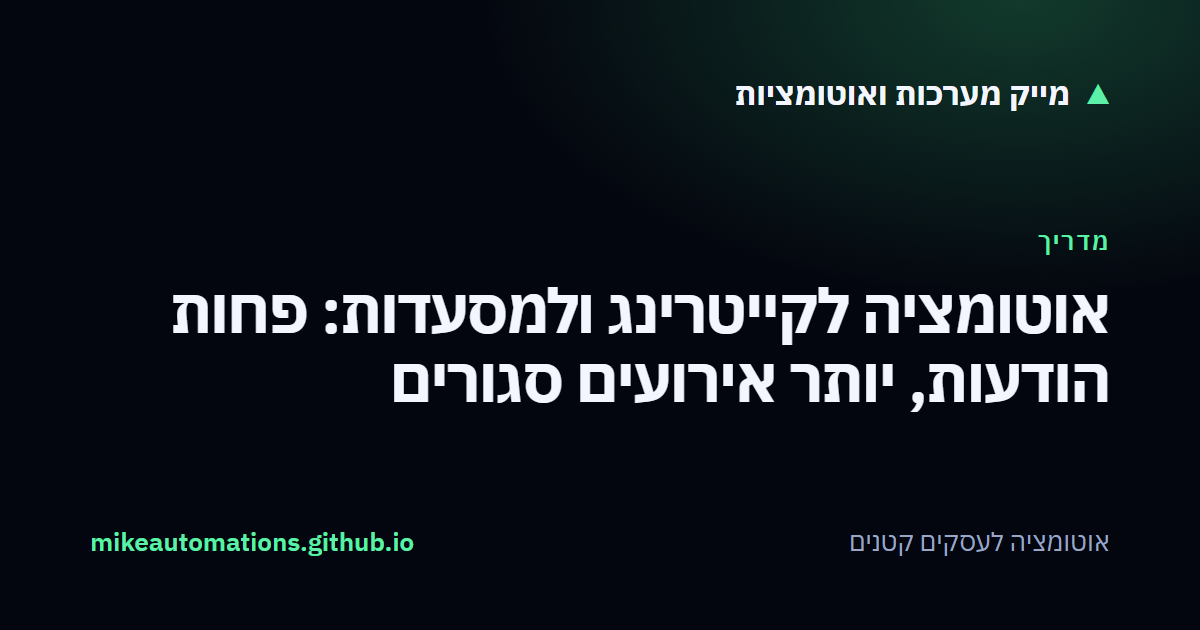 מייק מערכות ואוטומציות
מדריך
אוטומציה לקייטרינג ולמסעדות: פחות
הודעות, יותר אירועים סגורים
אוטומציה לעסקים קטנים
mikeautomations.github.io